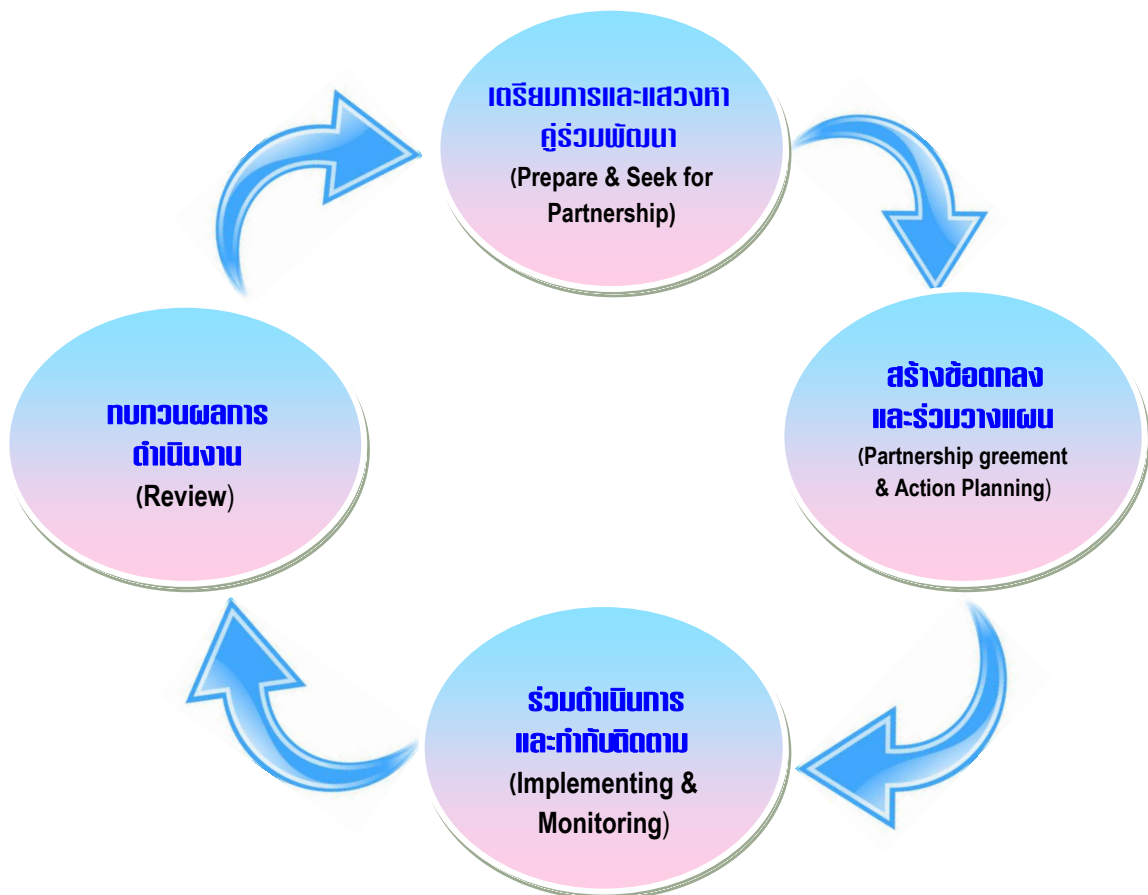 เตรียมการและแสวงหา
คู่ร่วมพัฒนา
(Prepare & Seek for
Partnership)
สร้างข้อตกลง
และร่วมวางแผน
(Partnership greement
& Action Planning)
ร่วมดำเนินการ
และกำกับติดตาม
(Implementing &
Monitoring)
ทบทวนผลการ
ดำเนินงาน
(Review)